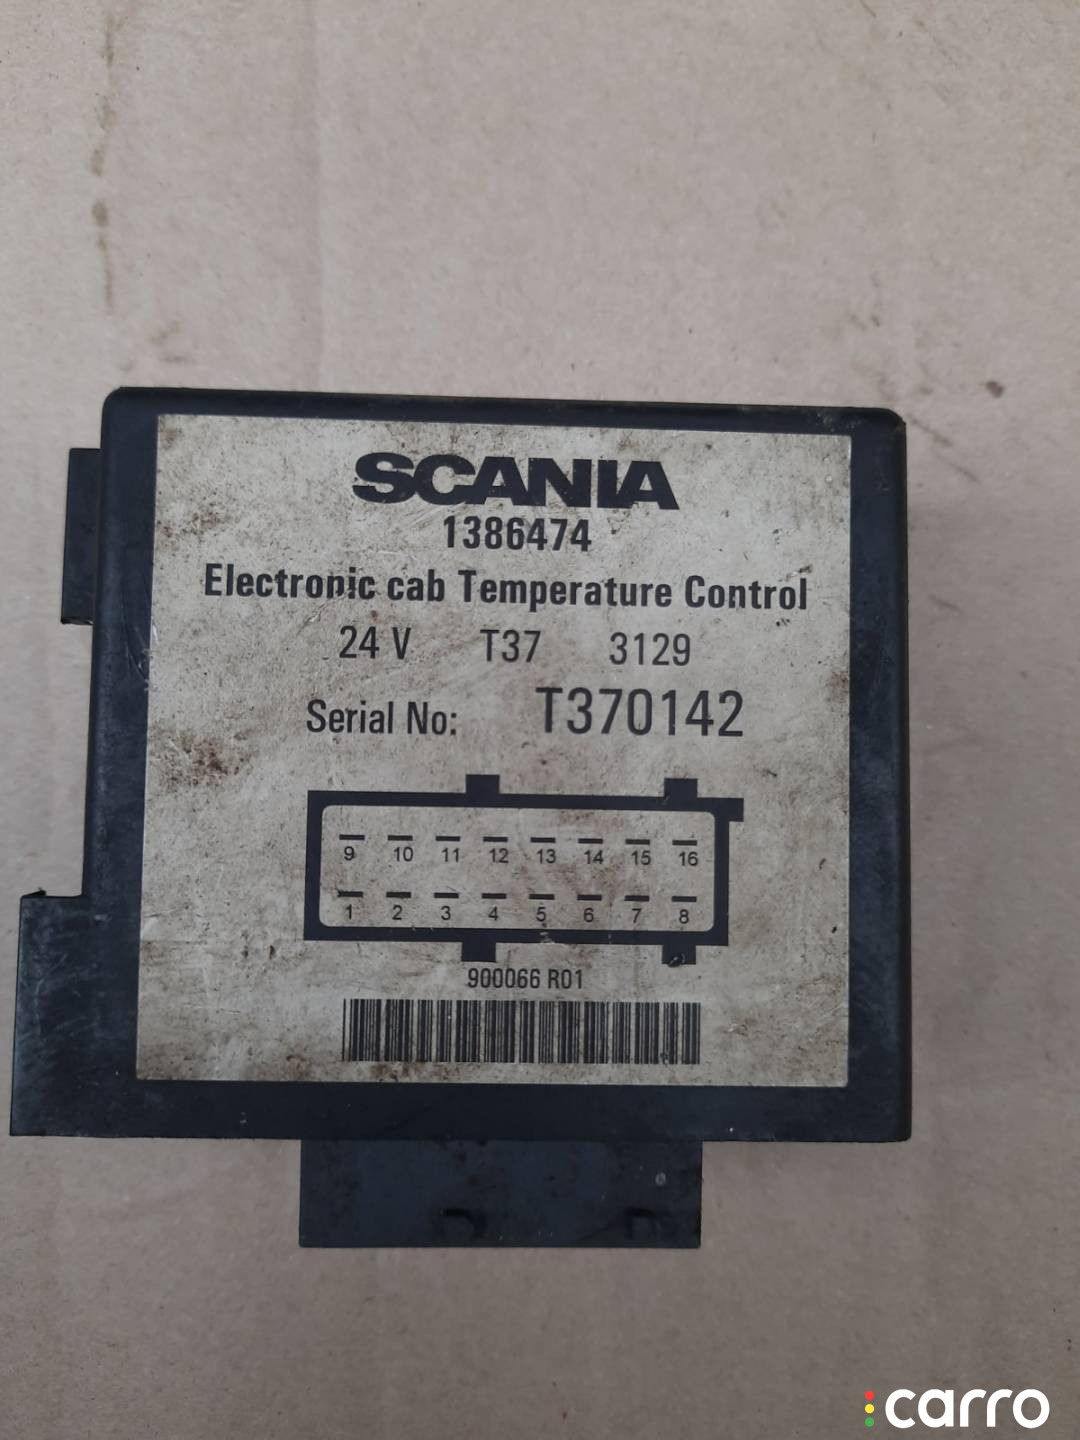 SCANIA
1386474
Electronic cab Temperature Control
24 V T37 3129
Serial No: T370142
9 10 11 12 13 14 15 16
1 2 3 4 5 6 7 8
900066 R01
carro